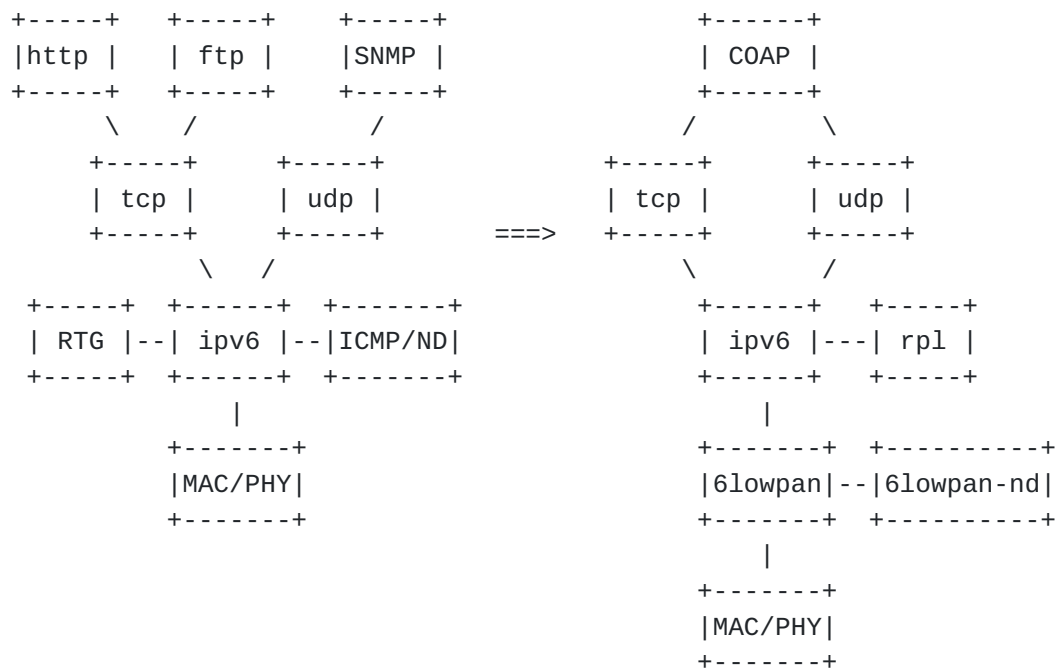 +-----+   +-----+    +-----+                +------+
|http |   | ftp |    |SNMP |                | COAP |
+-----+   +-----+    +-----+                +------+
      \    /           /                   /        \
     +-----+     +-----+             +-----+      +-----+
     | tcp |     | udp |             | tcp |      | udp |
     +-----+     +-----+      ===>   +-----+      +-----+
            \   /                          \        /
 +-----+  +------+  +-------+               +------+   +-----+
 | RTG |--| ipv6 |--|ICMP/ND|               | ipv6 |---| rpl |
 +-----+  +------+  +-------+               +------+   +-----+
              |                                 |
          +-------+                         +-------+  +----------+
          |MAC/PHY|                         |6lowpan|--|6lowpan-nd|
          +-------+                         +-------+  +----------+
                                                |
                                            +-------+
                                            |MAC/PHY|
                                            +-------+